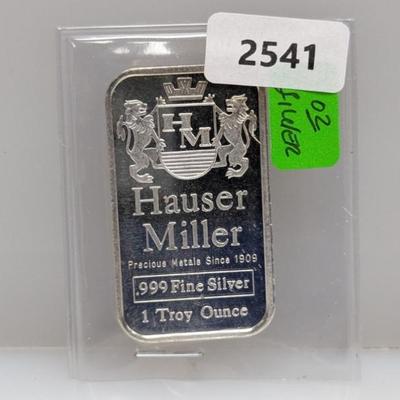 2541
oz
Silver
HM
Hauser
Miller
Precious Metals Since 1909
.999 Fine Silver
1 Troy Ounce